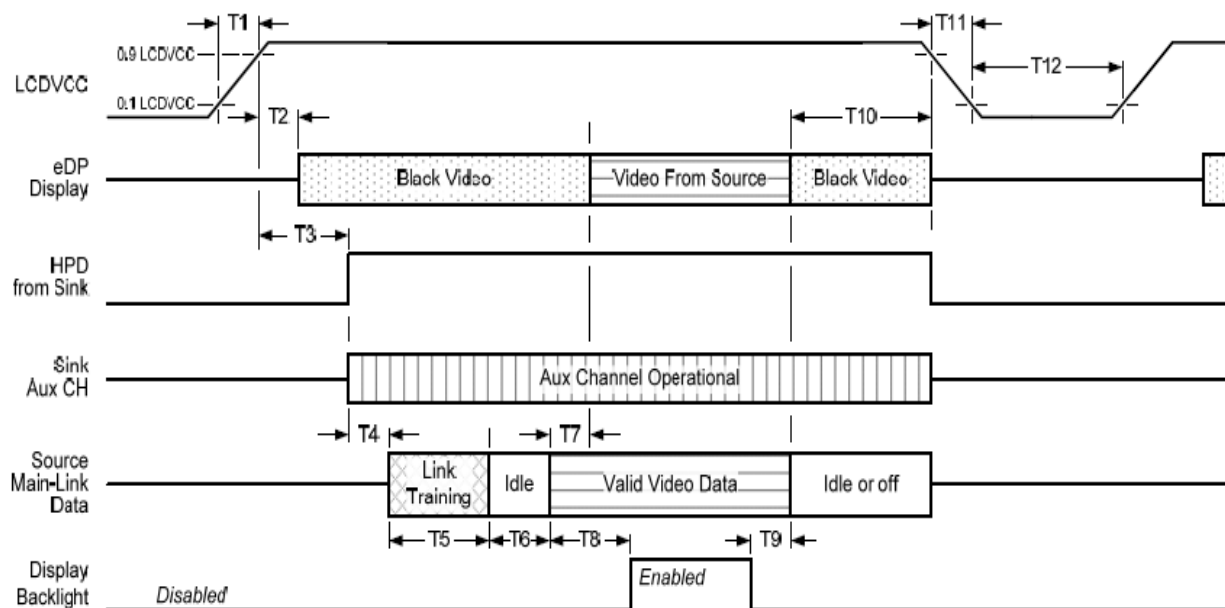 T1
T11
0.9 LCDVCC
LCDVCC
T12
0.1 LCDVCC
T2
T10
eDP
Display
Black Video
Video From Source
Black Video
T3
HPD
from Sink
Sink
Aux CH
Aux Channel Operational
T4
T7
Source
Main-Link
Data
Link
Training
Idle
Valid Video Data
Idle or off
T5
T6
T8
T9
Display
Backlight
Disabled
Enabled